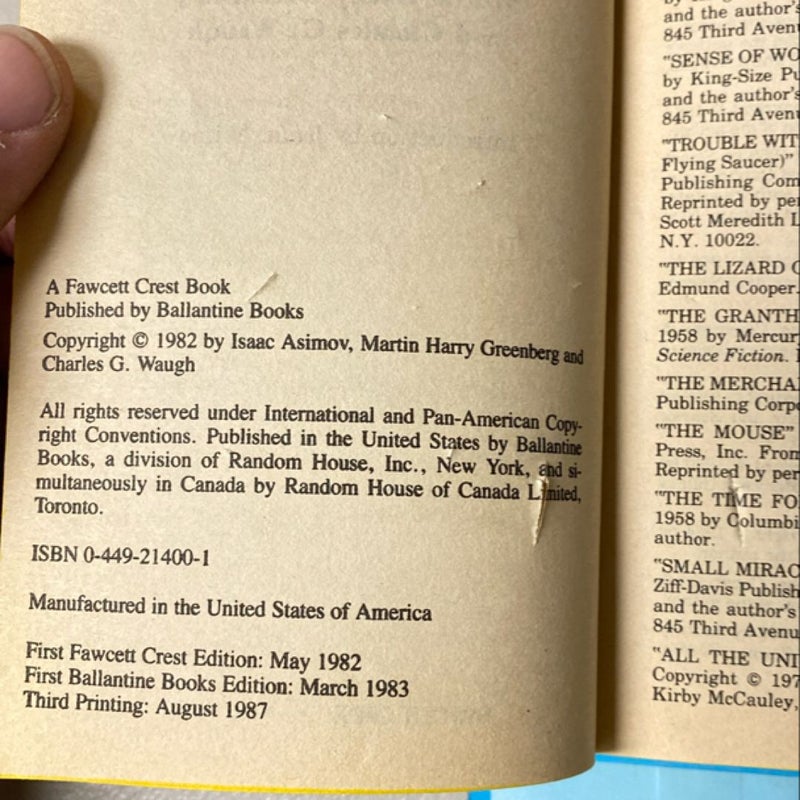 A Fawcett Crest Book
Published by Ballantine Books
Copyright © 1982 by Isaac Asimov, Martin Harry Greenberg and
Charles G. Waugh
All rights reserved under International and Pan-American Copy-
right Conventions. Published in the United States by Ballantine
Books, a division of Random House, Inc., New York, and si-
multaneously in Canada by Random House of Canada Limited,
Toronto.
ISBN 0-449-21400-1
Manufactured in the United States of America
First Fawcett Crest Edition: May 1982
First Ballantine Books Edition: March 1983
Third Printing: August 1987
and the author's
845 Third Aven
"SENSE OF WO
by King-Size Pu
and the author's
845 Third Aven
"TROUBLE WIT
Flying Saucer)"
Publishing Com
Reprinted by per
Scott Meredith L
N.Y. 10022.
"THE LIZARD O
Edmund Cooper.
"THE GRANTH
1958 by Mercur
Science Fiction.
"THE MERCHA
Publishing Corp
"THE MOUSE"
Press, Inc. From
Reprinted by per
"THE TIME FO
1958 by Columbi
author.
"SMALL MIRAC
Ziff-Davis Publish
and the author's
845 Third Avenu
"ALL THE UNI
Copyright © 197
Kirby McCauley,